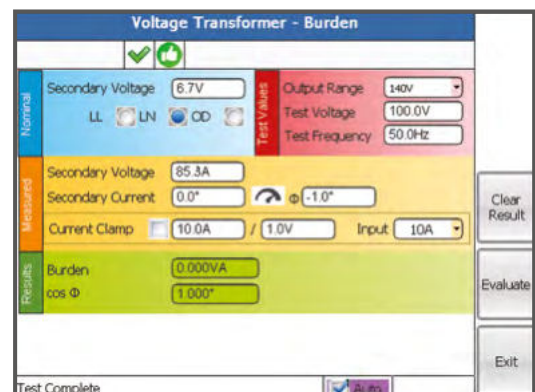 Voltage Transformer - Burden
Nominal
Secondary Voltage 6.7V
LL LN OD
Test Values
Output Range 140V
Test Voltage 100.0V
Test Frequency 50.0Hz
Measured
Secondary Voltage 85.3A
Secondary Current 0.0° Φ -1.0°
Current Clamp 10.0A / 1.0V Input 10A
Results
Burden 0.000VA
cos Φ 1.000°
Clear
Result
Evaluate
Exit
Test Complete Auto